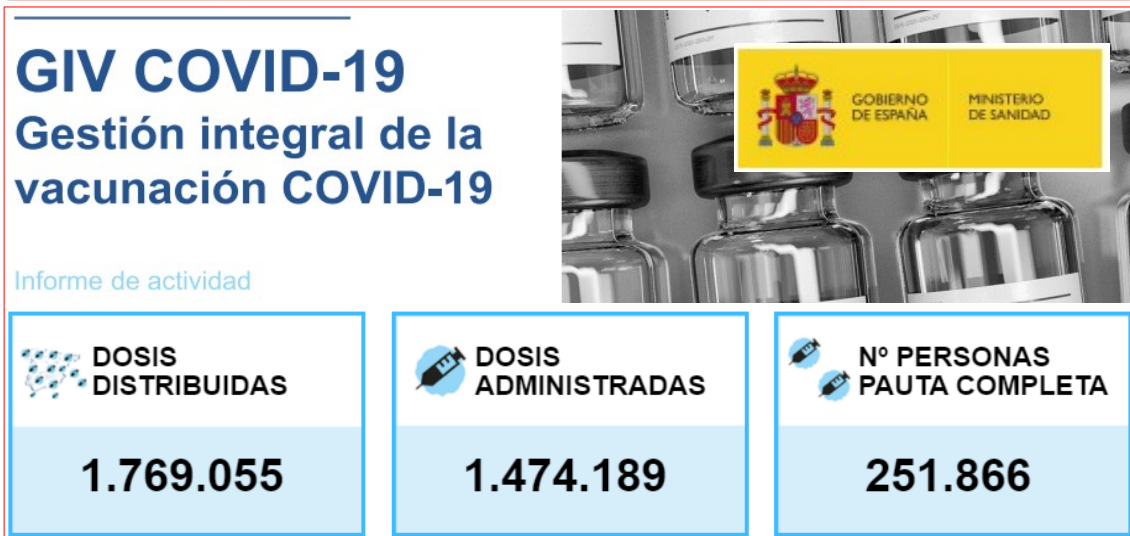 GIV COVID-19
Gestión integral de la
vacunación COVID-19
GOBIERNO
DE ESPAÑA
MINISTERIO
DE SANIDAD
Informe de actividad
DOSIS
DISTRIBUIDAS
1.769.055
DOSIS
ADMINISTRADAS
1.474.189
Nº PERSONAS
PAUTA COMPLETA
251.866